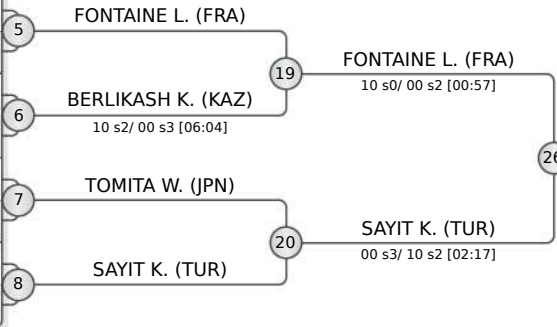 FONTAINE L. (FRA)
5
19
FONTAINE L. (FRA)
10 s0/ 00 s2 [00:57]
BERLIKASH K. (KAZ)
6
10 s2/ 00 s3 [06:04]
26
TOMITA W. (JPN)
7
SAYIT K. (TUR)
20
00 s3/ 10 s2 [02:17]
SAYIT K. (TUR)
8